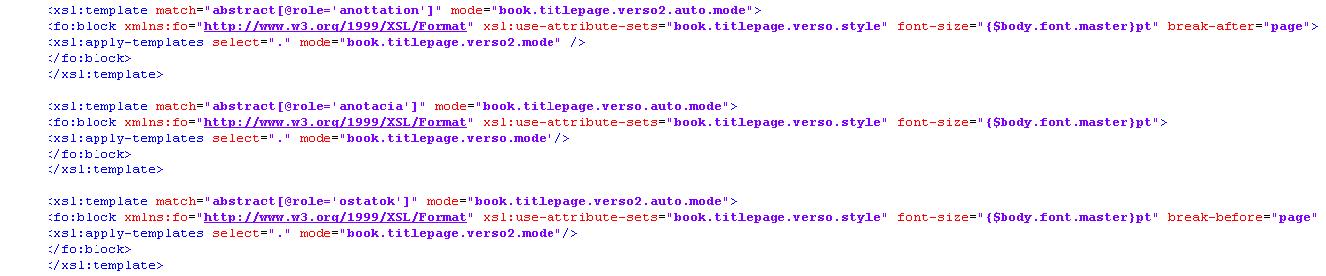 <xsl:template match="abstract[@role='anottation']" mode="book.titlepage.verso2.auto.mode">
<fo:block xmlns:fo="http://www.w3.org/1999/XSL/Format" xsl:use-attribute-sets="book.titlepage.verso.style" font-size="{$body.font.master}pt" break-after="page">
<xsl:apply-templates select="." mode="book.titlepage.verso2.mode" />
</fo:block>
</xsl:template>
<xsl:template match="abstract[@role='anotacia']" mode="book.titlepage.verso.auto.mode">
<fo:block xmlns:fo="http://www.w3.org/1999/XSL/Format" xsl:use-attribute-sets="book.titlepage.verso.style" font-size="{$body.font.master}pt">
<xsl:apply-templates select="." mode="book.titlepage.verso.mode'/>
</fo:block>
</xsl:template>
<xsl:template match="abstract[@role='ostatok']" mode="book.titlepage.verso2.auto.mode">
<fo:block xmlns:fo="http://www.w3.org/1999/XSL/Format" xsl:use-attribute-sets="book.titlepage.verso.style" font-size="{$body.font.master}pt" break-before="page"
<xsl:apply-templates select="." mode="book.titlepage.verso2.mode"/>
</fo:block>
</xsl:template>